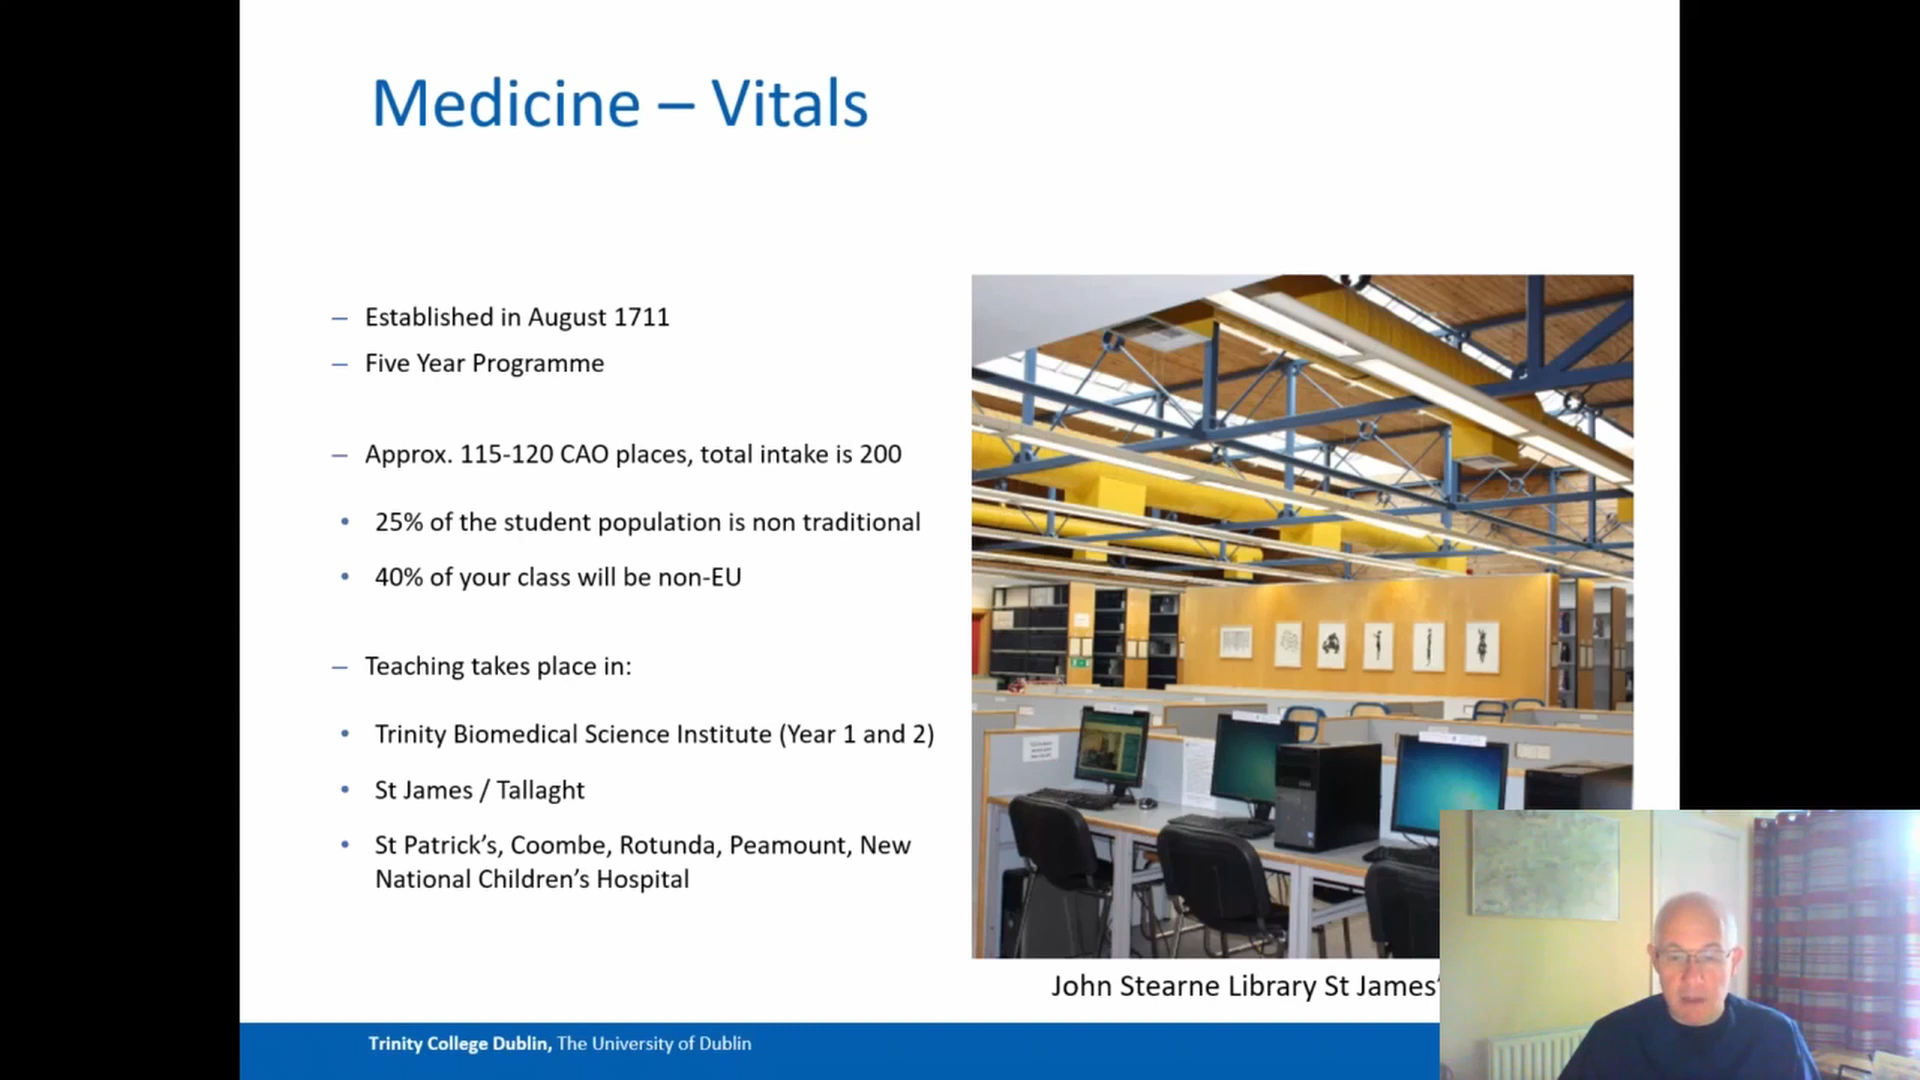 Medicine – Vitals
– Established in August 1711
– Five Year Programme
– Approx. 115-120 CAO places, total intake is 200
• 25% of the student population is non traditional
• 40% of your class will be non-EU
– Teaching takes place in:
• Trinity Biomedical Science Institute (Year 1 and 2)
• St James / Tallaght
• St Patrick’s, Coombe, Rotunda, Peamount, New
National Children’s Hospital
John Stearne Library St James’
Trinity College Dublin, The University of Dublin